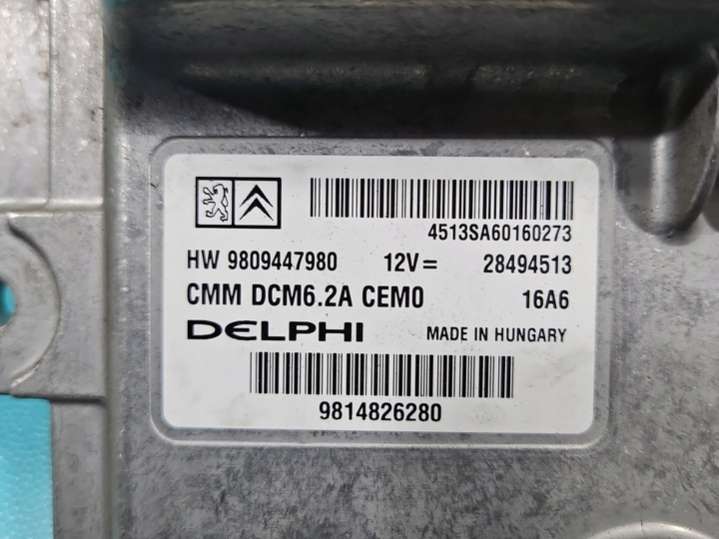 4513SA60160273
HW 9809447980 12V= 28494513
CMM DCM6.2A CEM0 16A6
DELPHI MADE IN HUNGARY
9814826280